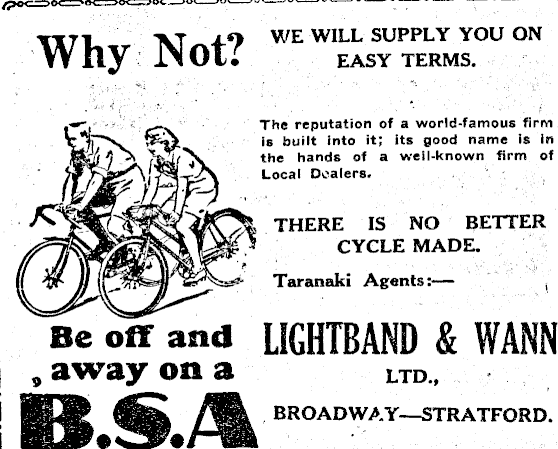 Why Not?
WE WILL SUPPLY YOU ON
EASY TERMS.
The reputation of a world-famous firm
is built into it; its good name is in
the hands of a well-known firm of
Local Dealers.
THERE IS NO BETTER
CYCLE MADE.
Taranaki Agents:—
Be off and
away on a
B.S.A
LIGHTBAND & WANN
LTD.,
BROADWAY—STRATFORD.